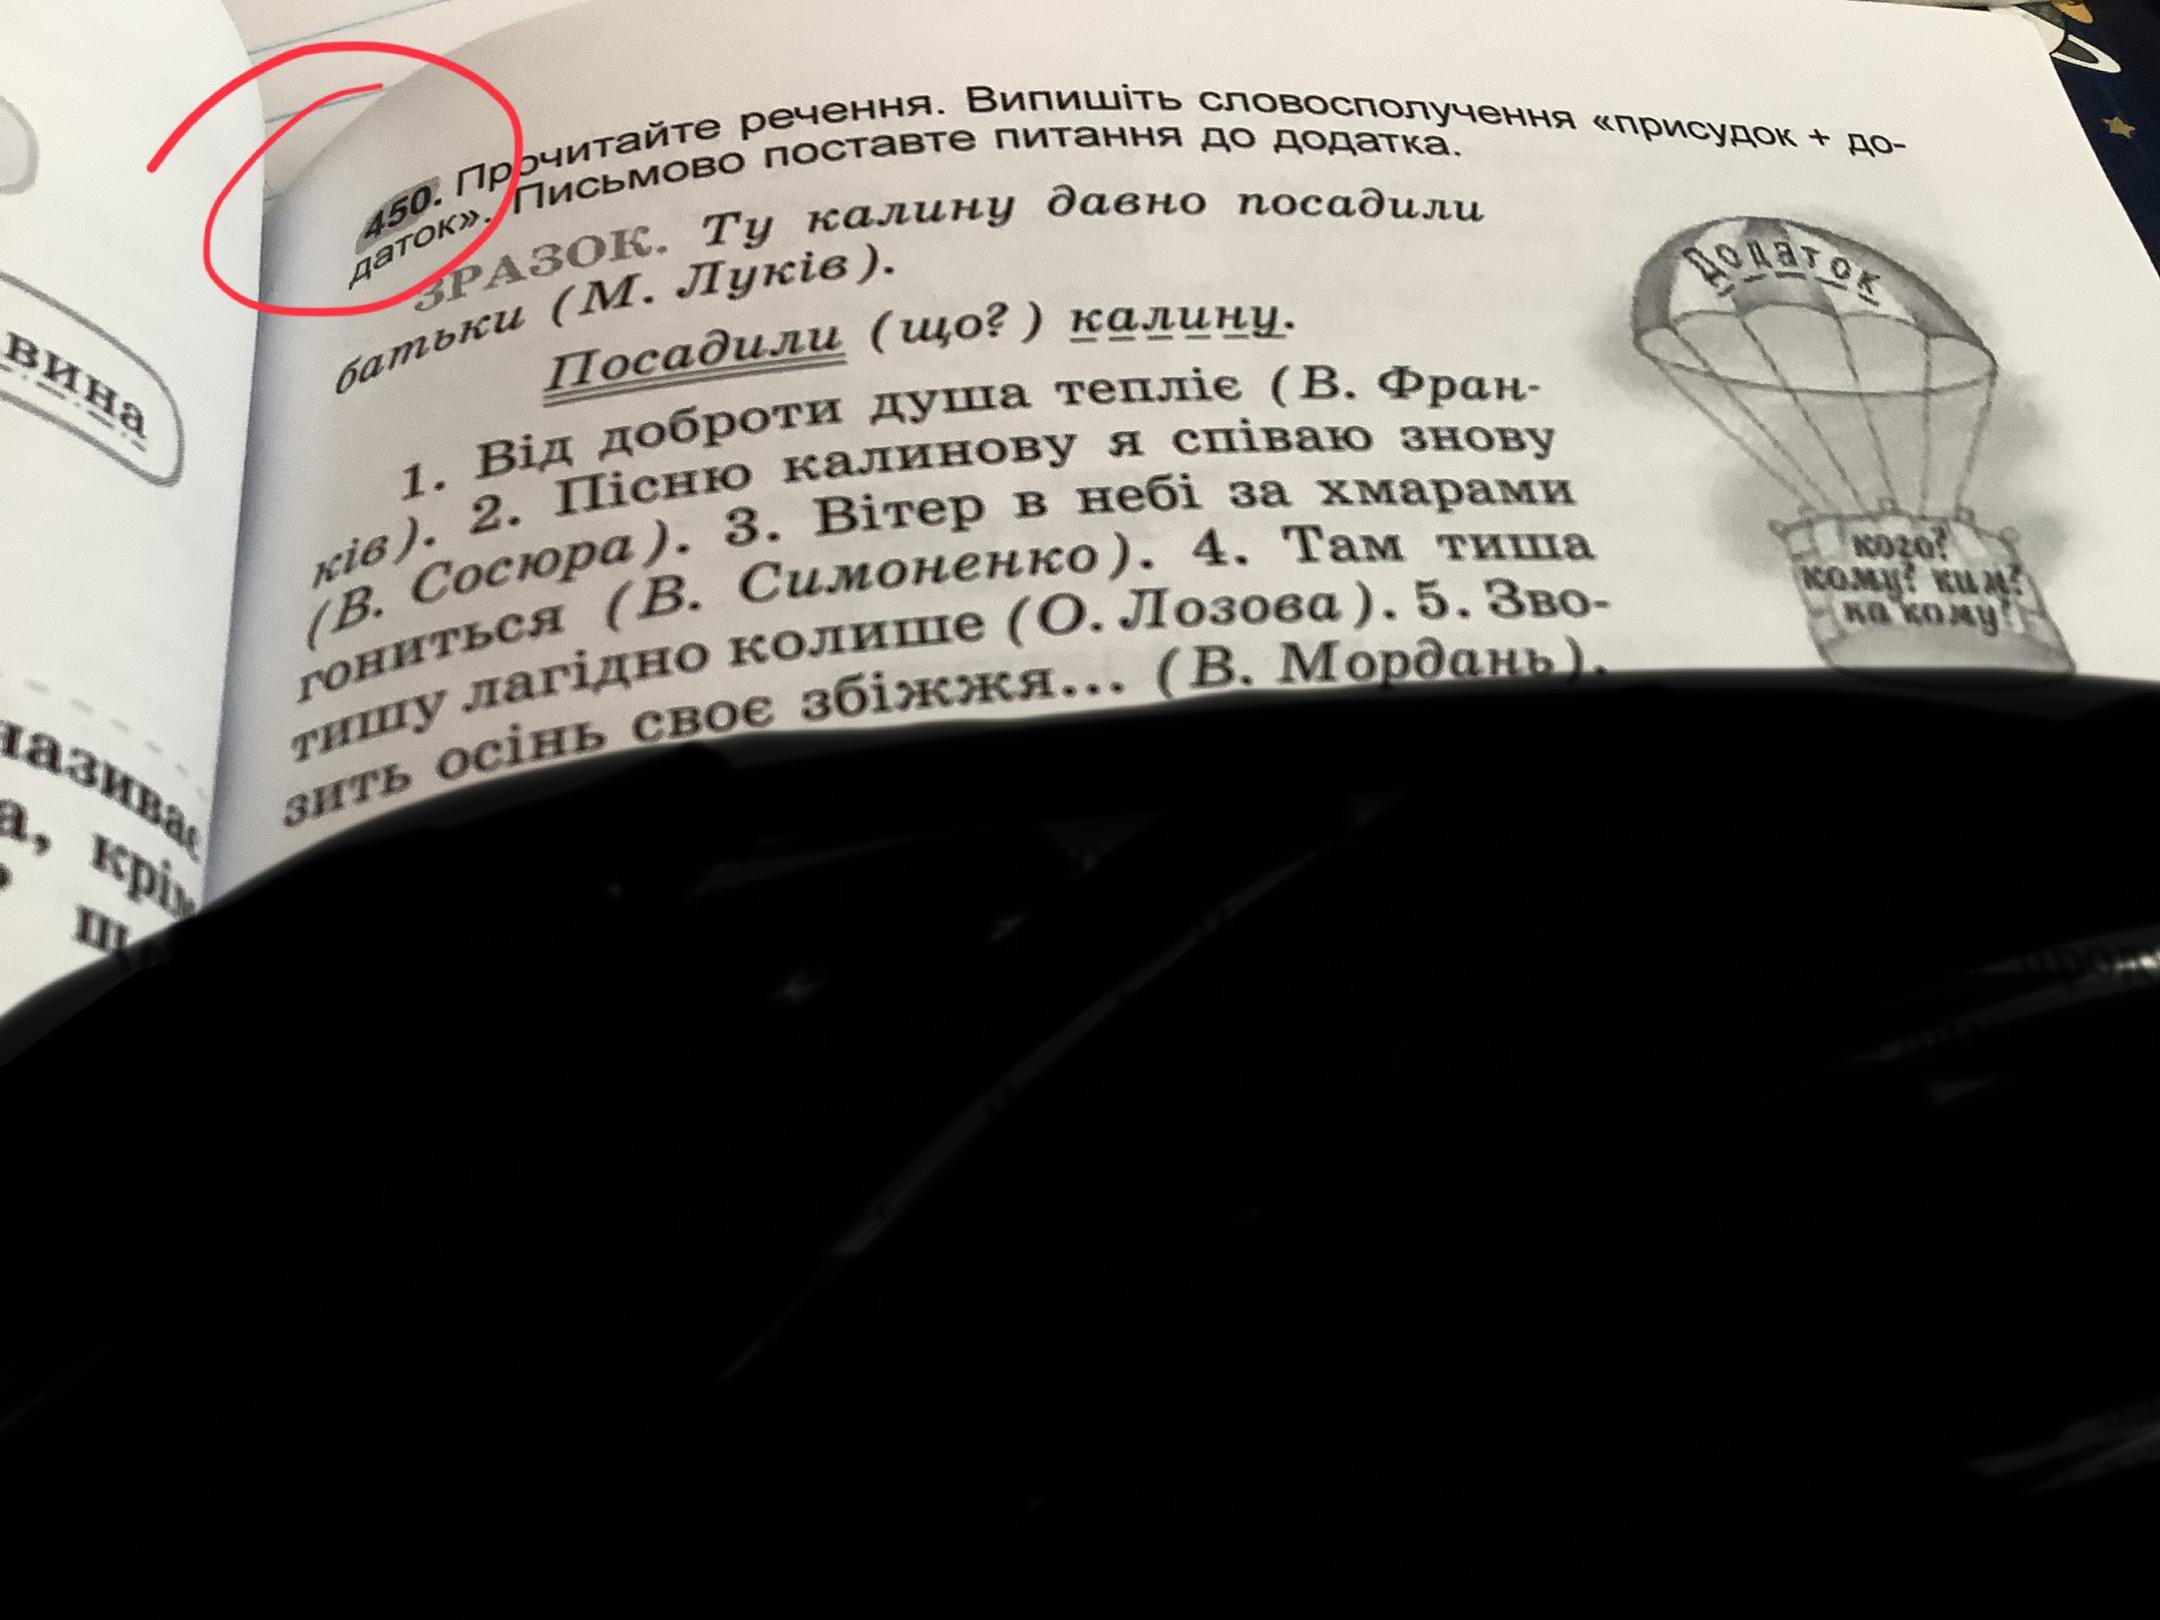 450. Прочитайте речення. Випишіть словосполучення «присудок + до-
даток». Письмово поставте питання до додатка.
ЗРАЗОК. Ту калину давно посадили
батьки (М. Луків).
Посадили (що?) калину.
1. Від доброти душа тепліє (В. Фран-
ків). 2. Пісню калинову я співаю знову
(В. Сосюра). 3. Вітер в небі за хмарами
гониться (В. Симоненко). 4. Там тиша
тишу лагідно колише (О. Лозова). 5. Зво-
зить осінь своє збіжжя... (В. Мордань).
Додаток
кого?
кому? ким?
на кому?
вина
називає
а, крім
що